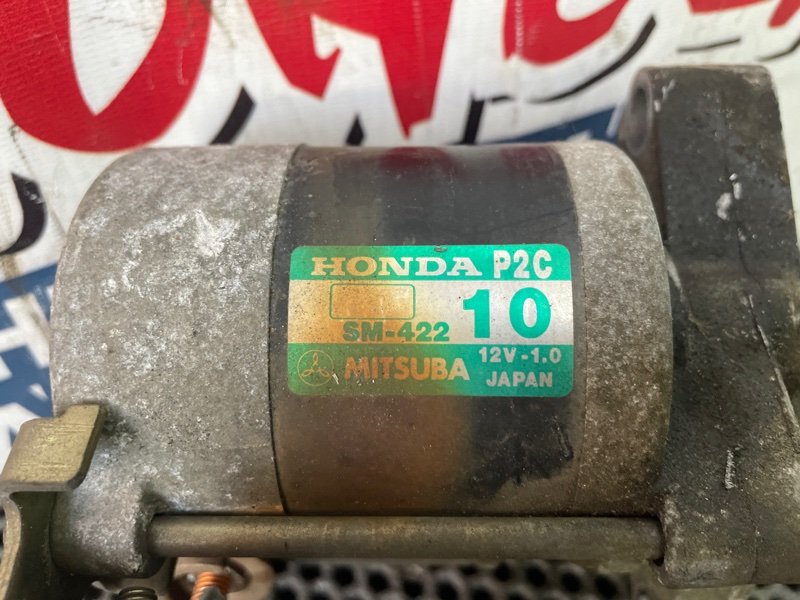 HONDA P2C
10
SM-422
MITSUBA 12V-1.0
JAPAN